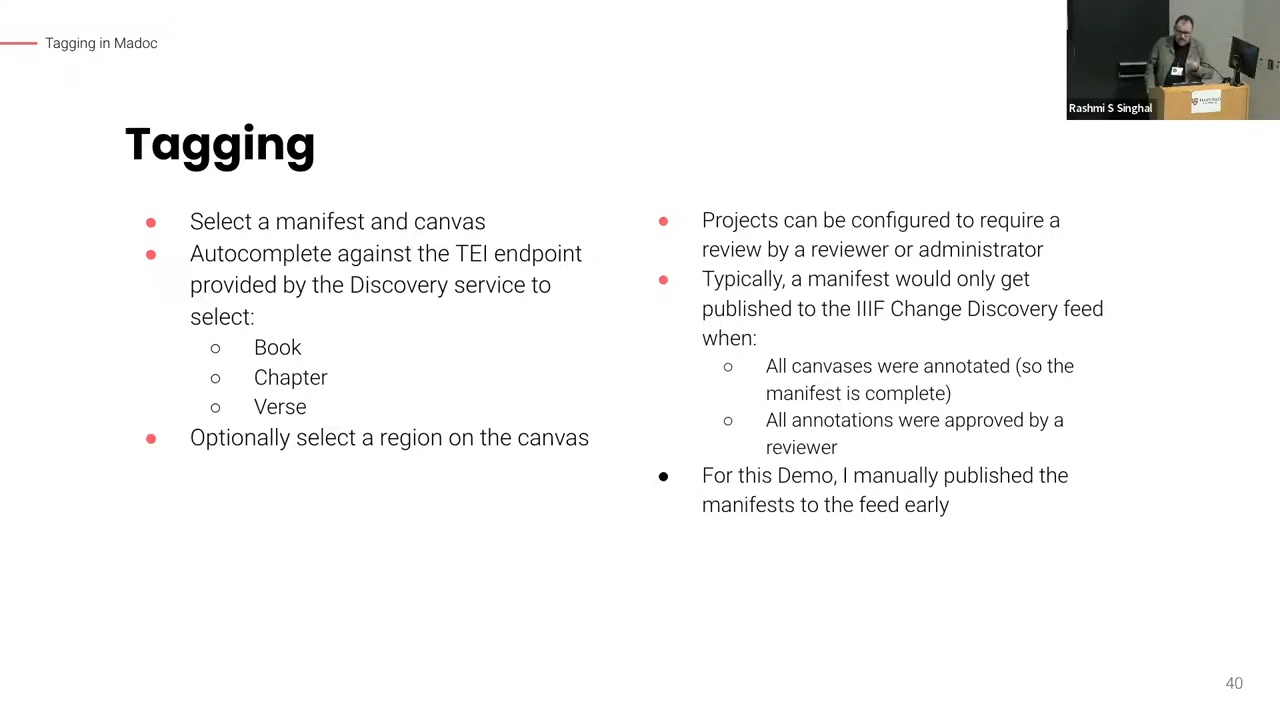 Tagging in Madoc
Rashmi S Singhal
Tagging
Select a manifest and canvas
Autocomplete against the TEI endpoint
provided by the Discovery service to
select:
Book
Chapter
Verse
Optionally select a region on the canvas
Projects can be configured to require a
review by a reviewer or administrator
Typically, a manifest would only get
published to the IIIF Change Discovery feed
when:
All canvases were annotated (so the
manifest is complete)
All annotations were approved by a
reviewer
For this Demo, I manually published the
manifests to the feed early
40